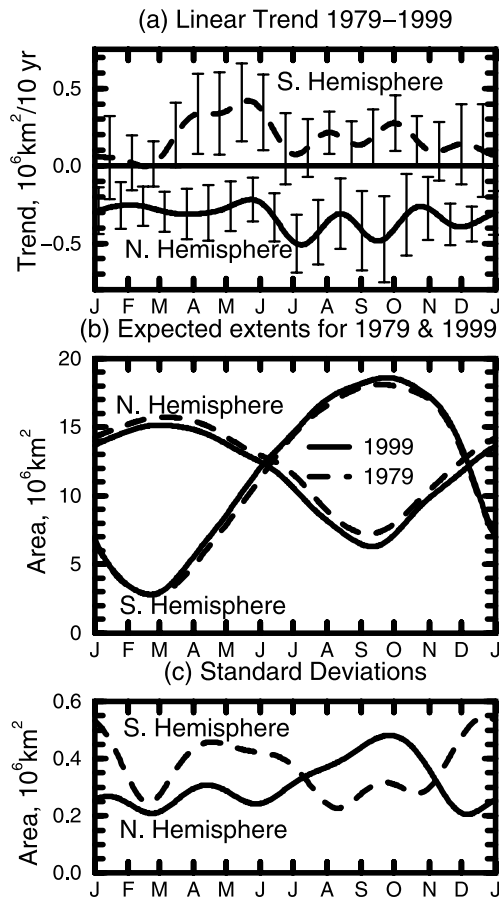 (a) Linear Trend 1979–1999
Trend, 10⁶km²/10 yr
0.5
0.0
−0.5
S. Hemisphere
N. Hemisphere
J F M A M J J A S O N D J
(b) Expected extents for 1979 & 1999
Area, 10⁶km²
20
15
10
5
0
N. Hemisphere
1999
1979
S. Hemisphere
J F M A M J J A S O N D J
(c) Standard Deviations
Area, 10⁶km²
0.6
0.4
0.2
0.0
S. Hemisphere
N. Hemisphere
J F M A M J J A S O N D J